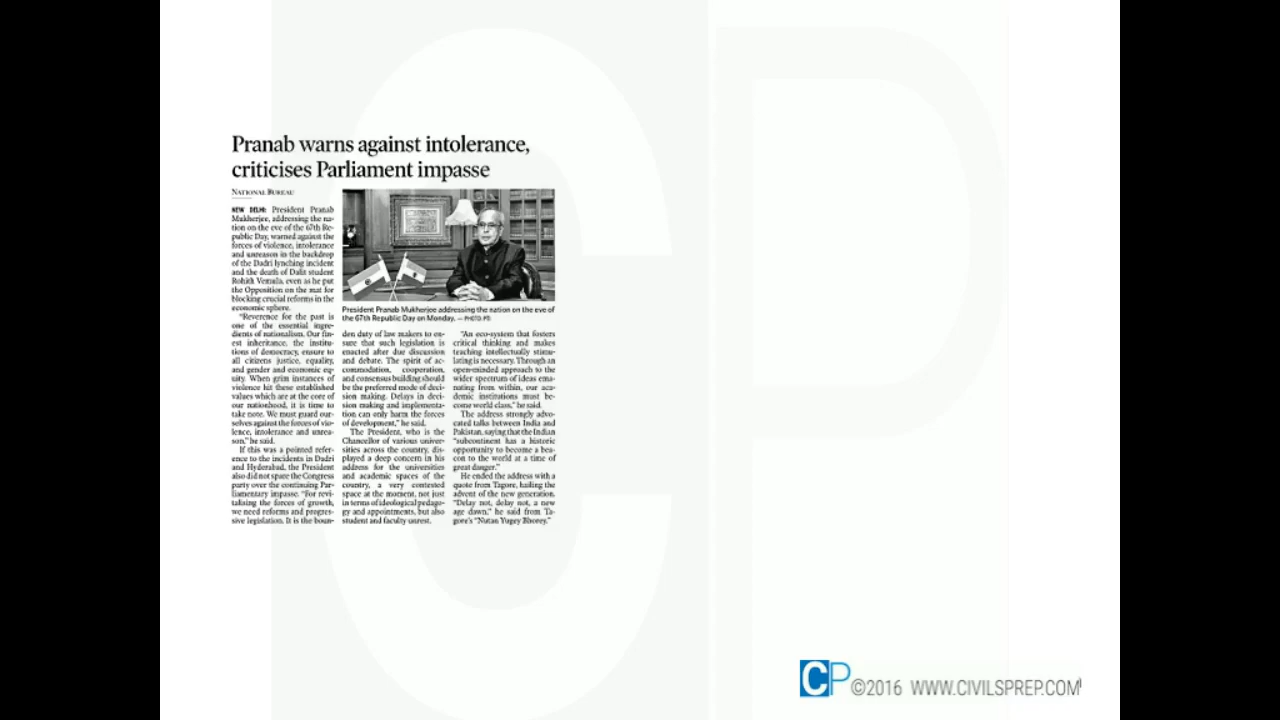 Pranab warns against intolerance,
criticises Parliament impasse
NATIONAL BUREAU
NEW DELHI: President Pranab
Mukherjee, addressing the na-
tion on the eve of the 67th Re-
public Day, warned against the
forces of violence, intolerance
and unreason in the backdrop
of the Dadri lynching incident
and the death of Dalit student
Rohith Vemula, even as he put
the Opposition on the mat for
blocking crucial reforms in the
economic sphere.
“Reverence for the past is
one of the essential ingre-
dients of nationalism. Our fin-
est inheritance, the institu-
tions of democracy, ensure to
all citizens justice, equality,
and gender and economic eq-
uity. When grim instances of
violence hit these established
values which are at the core of
our nationhood, it is time to
take note. We must guard our-
selves against the forces of vio-
lence, intolerance and unrea-
son,” he said.
If this was a pointed refer-
ence to the incidents in Dadri
and Hyderabad, the President
also did not spare the Congress
party over the continuing Par-
liamentary impasse. “For revi-
talising the forces of growth,
we need reforms and progres-
sive legislation. It is the boun-
President Pranab Mukherjee addressing the nation on the eve of
the 67th Republic Day on Monday. — PHOTO: PTI
den duty of law makers to en-
sure that such legislation is
enacted after due discussion
and debate. The spirit of ac-
commodation, cooperation,
and consensus building should
be the preferred mode of deci-
sion making. Delays in deci-
sion making and implementa-
tion can only harm the forces
of development,” he said.
The President, who is the
Chancellor of various univer-
sities across the country, dis-
played a deep concern in his
address for the universities
and academic spaces of the
country, a very contested
space at the moment, not just
in terms of ideological pedago-
gy and appointments, but also
student and faculty unrest.
“An eco-system that fosters
critical thinking and makes
teaching intellectually stimu-
lating is necessary. Through an
open-minded approach to the
wider spectrum of ideas ema-
nating from within, our aca-
demic institutions must be-
come world class,” he said.
The address strongly advo-
cated talks between India and
Pakistan, saying that the Indian
“subcontinent has a historic
opportunity to become a bea-
con to the world at a time of
great danger.”
He ended the address with a
quote from Tagore, hailing the
advent of the new generation.
“Delay not, delay not, a new
age dawn,” he said from Ta-
gore’s “Nutan Yugey Bhorey.”
CP ©2016 WWW.CIVILSPREP.COM